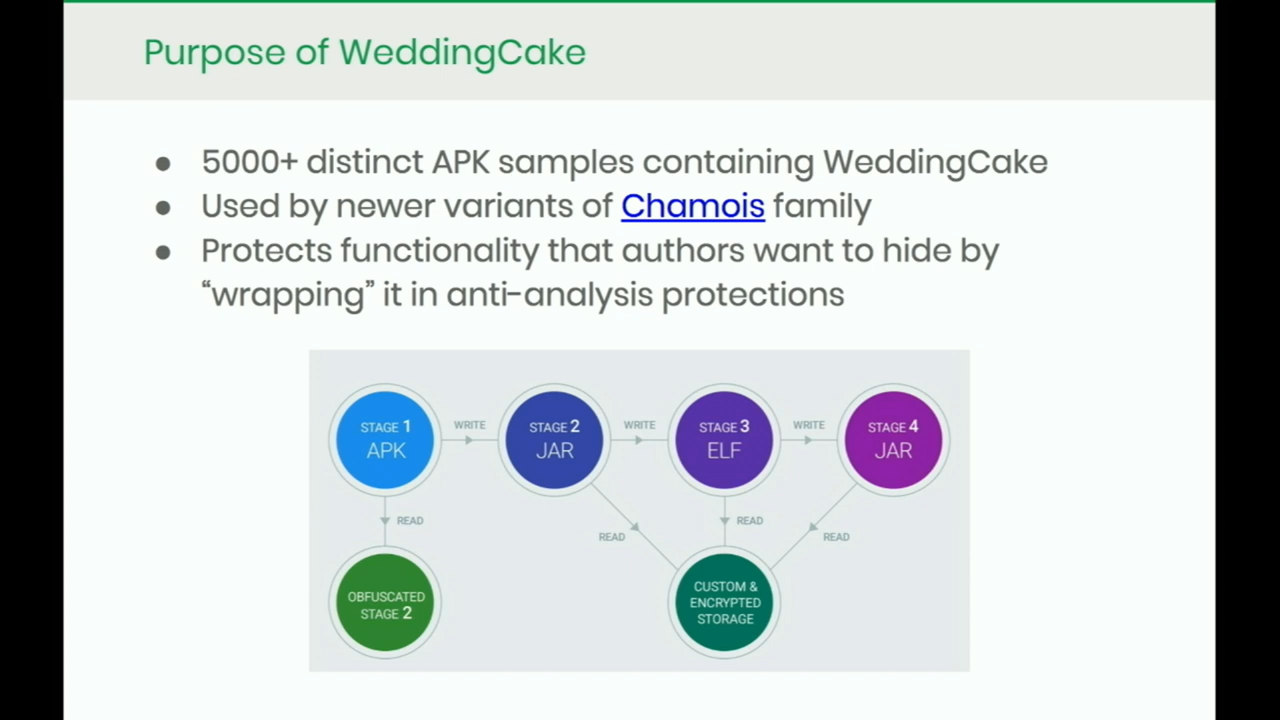 Purpose of WeddingCake
● 5000+ distinct APK samples containing WeddingCake
● Used by newer variants of Chamois family
● Protects functionality that authors want to hide by
“wrapping” it in anti-analysis protections
STAGE 1
APK
WRITE
STAGE 2
JAR
WRITE
STAGE 3
ELF
WRITE
STAGE 4
JAR
READ
READ
READ
READ
OBFUSCATED
STAGE 2
CUSTOM &
ENCRYPTED
STORAGE